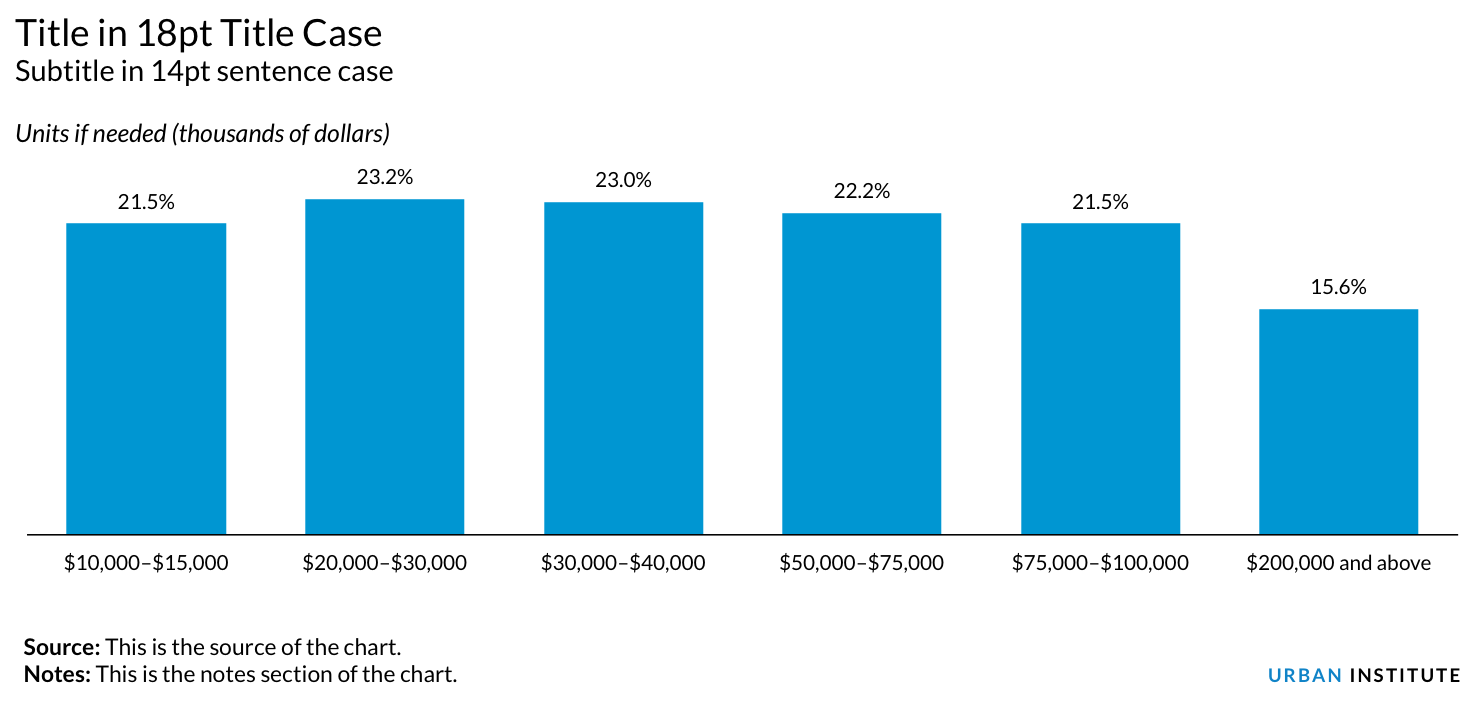 Title in 18pt Title Case
Subtitle in 14pt sentence case
Units if needed (thousands of dollars)
21.5%
23.2%
23.0%
22.2%
21.5%
15.6%
$10,000–$15,000
$20,000–$30,000
$30,000–$40,000
$50,000–$75,000
$75,000–$100,000
$200,000 and above
Source: This is the source of the chart.
Notes: This is the notes section of the chart.
URBAN INSTITUTE